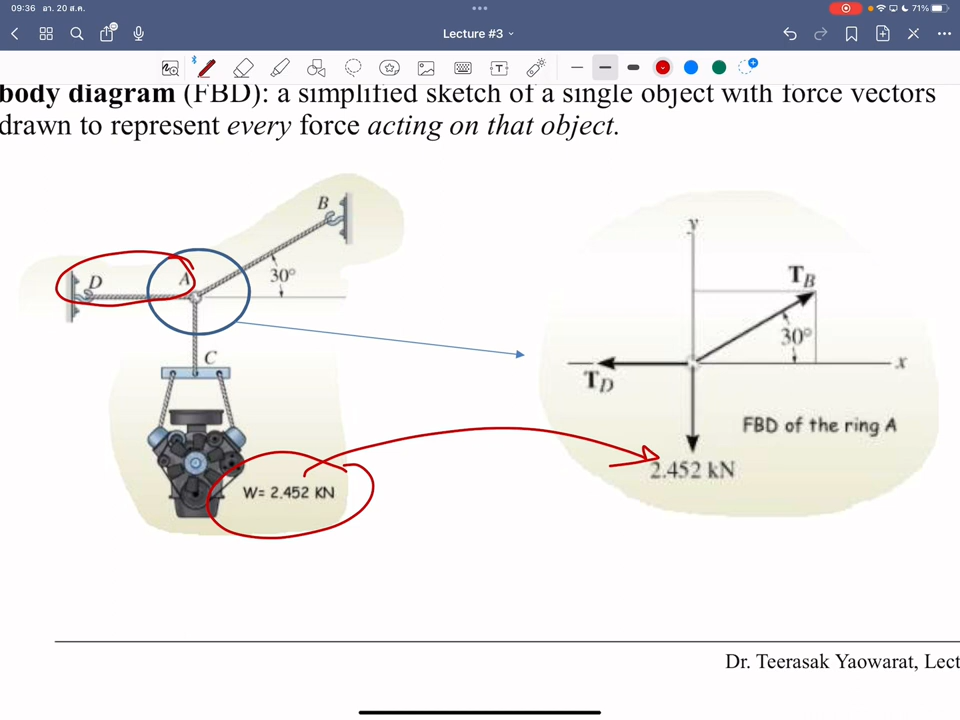 09:36 อา. 20 ส.ค.
71%
Lecture #3
body diagram (FBD): a simplified sketch of a single object with force vectors
drawn to represent every force acting on that object.
B
D
A
30°
C
W= 2.452 KN
y
T_B
30°
x
T_D
FBD of the ring A
2.452 kN
Dr. Teerasak Yaowarat, Lect